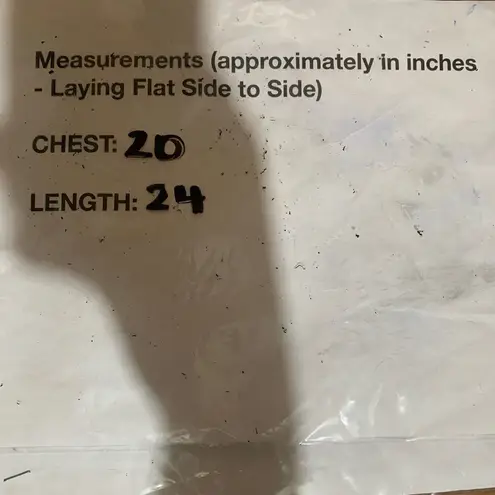 Measurements (approximately in inches
- Laying Flat Side to Side)
CHEST: 20
LENGTH: 24